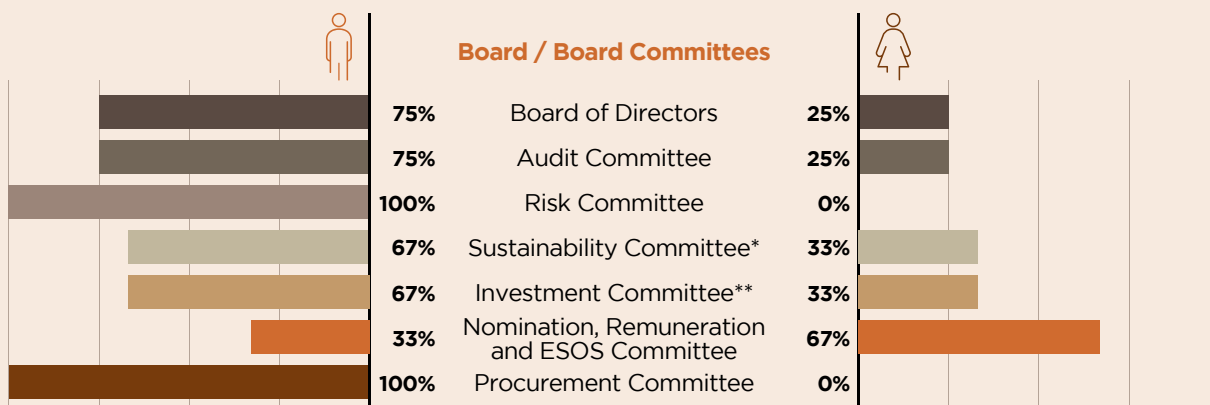 Board / Board Committees
75% Board of Directors 25%
75% Audit Committee 25%
100% Risk Committee 0%
67% Sustainability Committee* 33%
67% Investment Committee** 33%
33% Nomination, Remuneration 67%
and ESOS Committee
100% Procurement Committee 0%